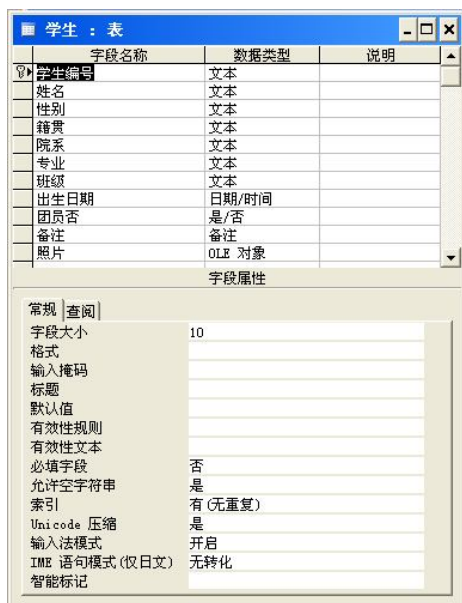 学生 : 表
字段名称 数据类型 说明
学生编号 文本
姓名 文本
性别 文本
籍贯 文本
院系 文本
专业 文本
班级 文本
出生日期 日期/时间
团员否 是/否
备注 备注
照片 OLE 对象
字段属性
常规 查阅
字段大小 10
格式
输入掩码
标题
默认值
有效性规则
有效性文本
必填字段 否
允许空字符串 是
索引 有(无重复)
Unicode 压缩 是
输入法模式 开启
IME 语句模式(仅日文) 无转化
智能标记